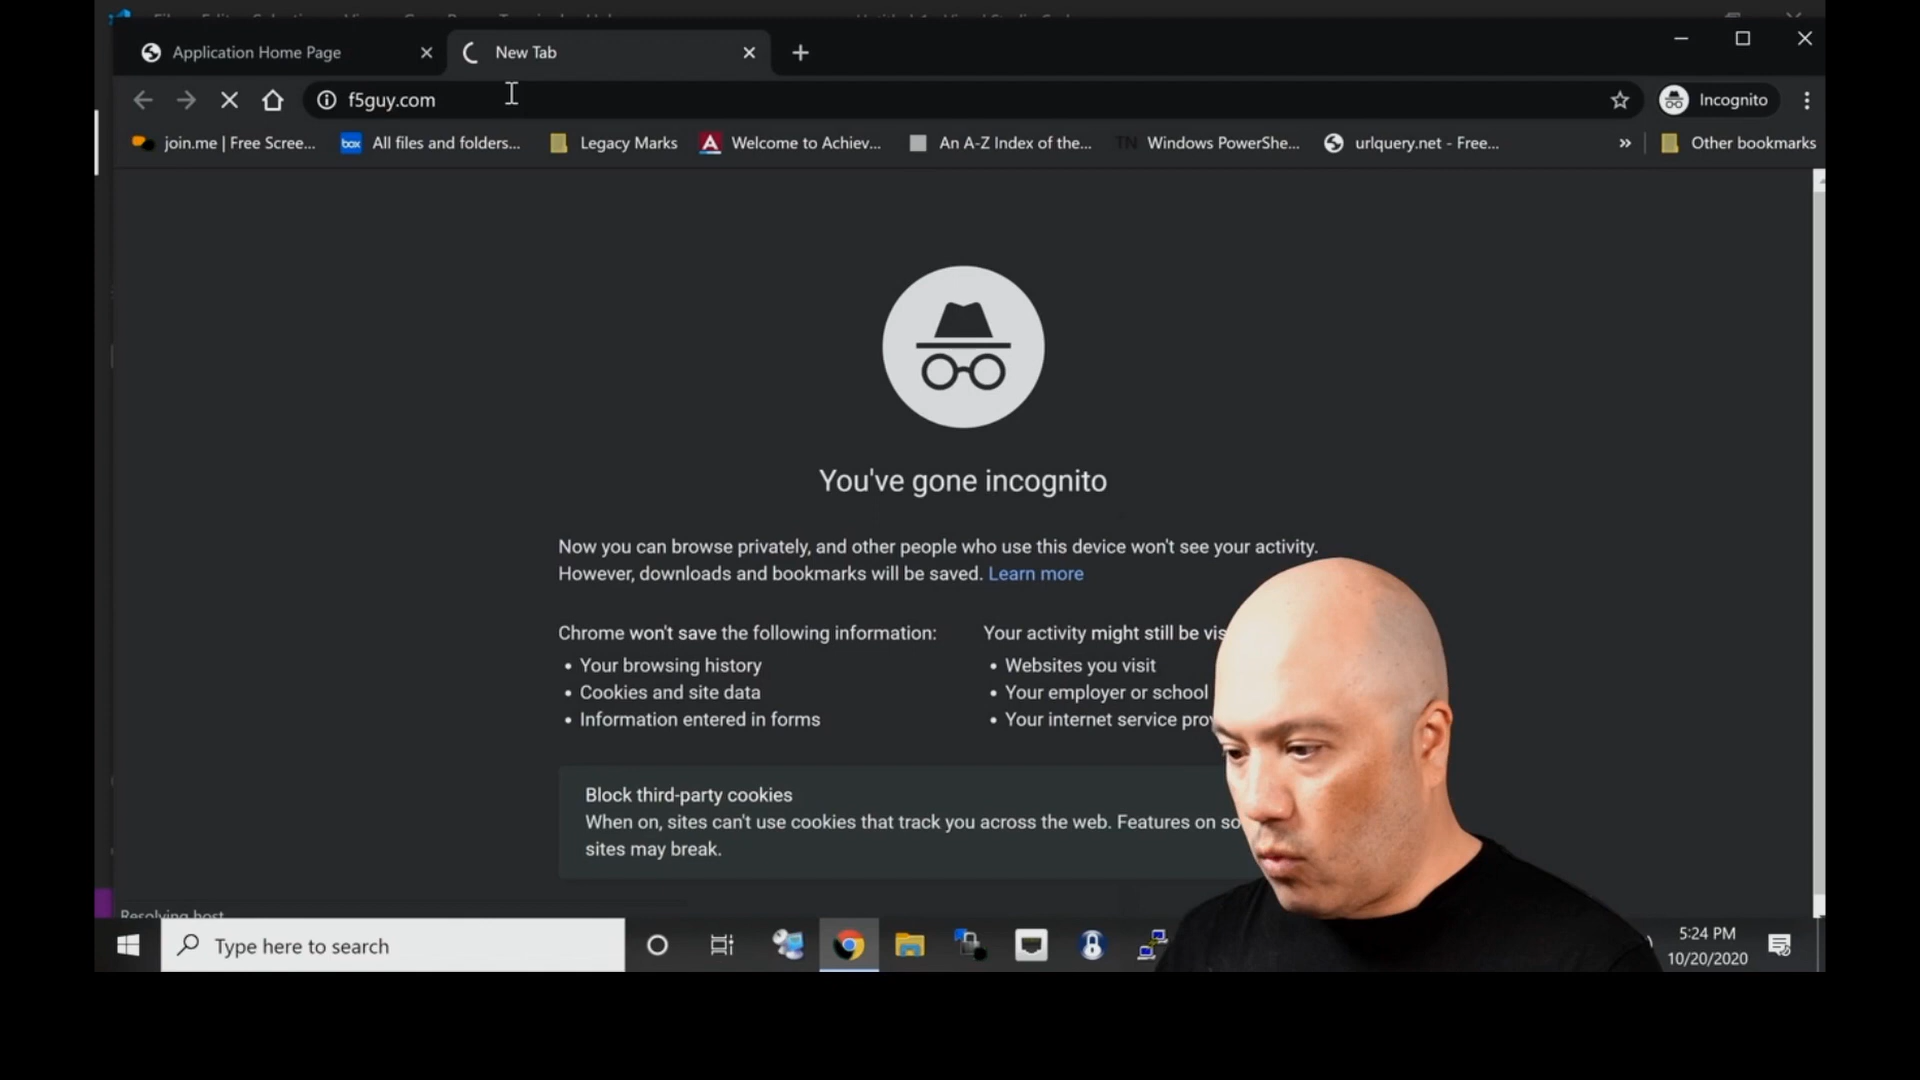 Application Home Page
New Tab
f5guy.com
Incognito
join.me | Free Scree...
box All files and folders...
Legacy Marks
Welcome to Achiev...
An A-Z Index of the...
TN Windows PowerShe...
urlquery.net - Free...
»
Other bookmarks
You've gone incognito
Now you can browse privately, and other people who use this device won't see your activity.
However, downloads and bookmarks will be saved. Learn more
Chrome won't save the following information:
• Your browsing history
• Cookies and site data
• Information entered in forms
Your activity might still be vis
• Websites you visit
• Your employer or school
• Your internet service prov
Block third-party cookies
When on, sites can't use cookies that track you across the web. Features on so
sites may break.
Resolving host
Type here to search
5:24 PM
10/20/2020